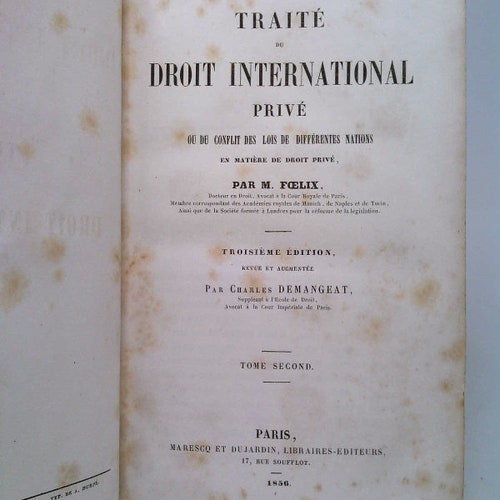 TRAITÉ
DU
DROIT INTERNATIONAL
PRIVÉ
OU DU CONFLIT DES LOIS DE DIFFÉRENTES NATIONS
EN MATIÈRE DE DROIT PRIVÉ,
PAR M. FŒLIX,
Docteur en Droit, Avocat à la Cour Royale de Paris,
Membre correspondant des Académies royales de Munich, de Naples et de Turin,
Ainsi que de la Société formée à Londres pour la réforme de la législation.
TROISIÈME ÉDITION,
REVUE ET AUGMENTÉE
PAR CHARLES DEMANGEAT,
Suppléant à l'École de Droit,
Avocat à la Cour Impériale de Paris.
TOME SECOND.
PARIS,
MARESCQ ET DUJARDIN, LIBRAIRES-ÉDITEURS,
17, RUE SOUFFLOT.
1856
TYP. DE J.